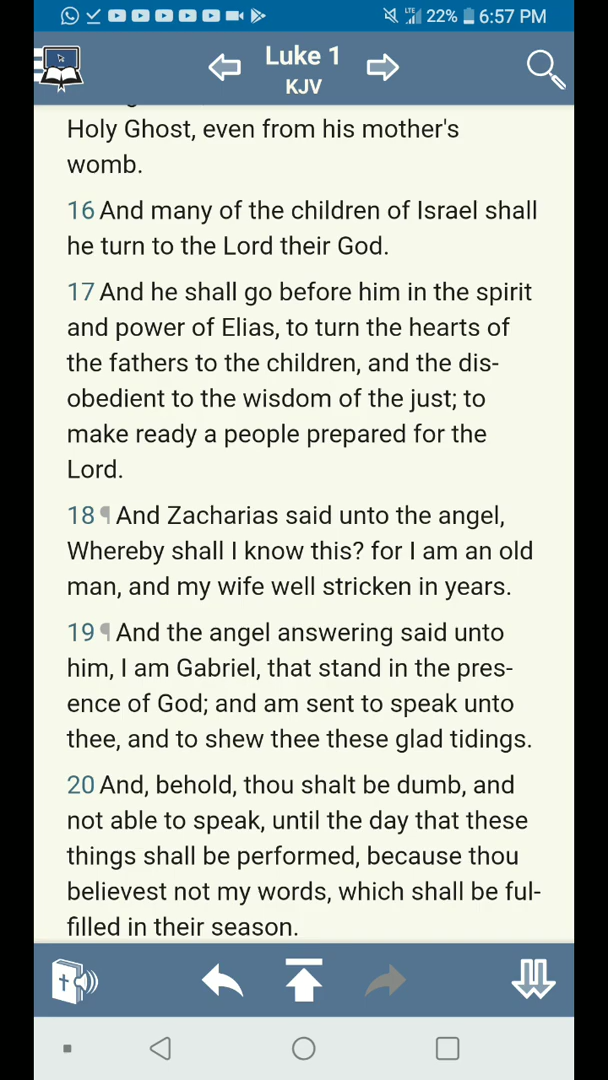 LTE 22% 6:57 PM
Luke 1
KJV
Holy Ghost, even from his mother's
womb.
16 And many of the children of Israel shall
he turn to the Lord their God.
17 And he shall go before him in the spirit
and power of Elias, to turn the hearts of
the fathers to the children, and the dis-
obedient to the wisdom of the just; to
make ready a people prepared for the
Lord.
18 ¶ And Zacharias said unto the angel,
Whereby shall I know this? for I am an old
man, and my wife well stricken in years.
19 ¶ And the angel answering said unto
him, I am Gabriel, that stand in the pres-
ence of God; and am sent to speak unto
thee, and to shew thee these glad tidings.
20 And, behold, thou shalt be dumb, and
not able to speak, until the day that these
things shall be performed, because thou
believest not my words, which shall be ful-
filled in their season.